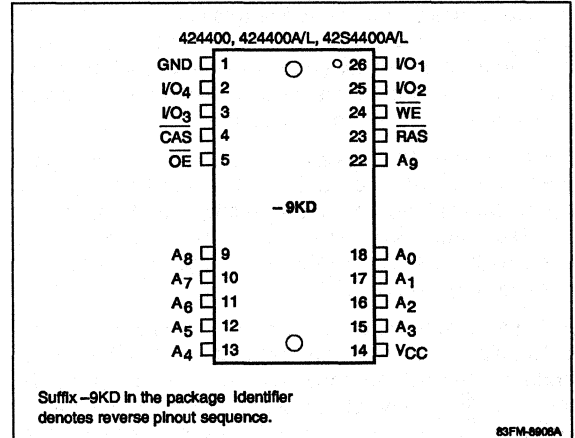 424400, 424400A/L, 42S4400A/L
GND 1 26 I/O1
I/O4 2 25 I/O2
I/O3 3 24 WE
CAS 4 23 RAS
OE 5 22 A9
–9KD
A8 9 18 A0
A7 10 17 A1
A6 11 16 A2
A5 12 15 A3
A4 13 14 VCC
Suffix –9KD in the package identifier
denotes reverse pinout sequence.
83FM-8908A